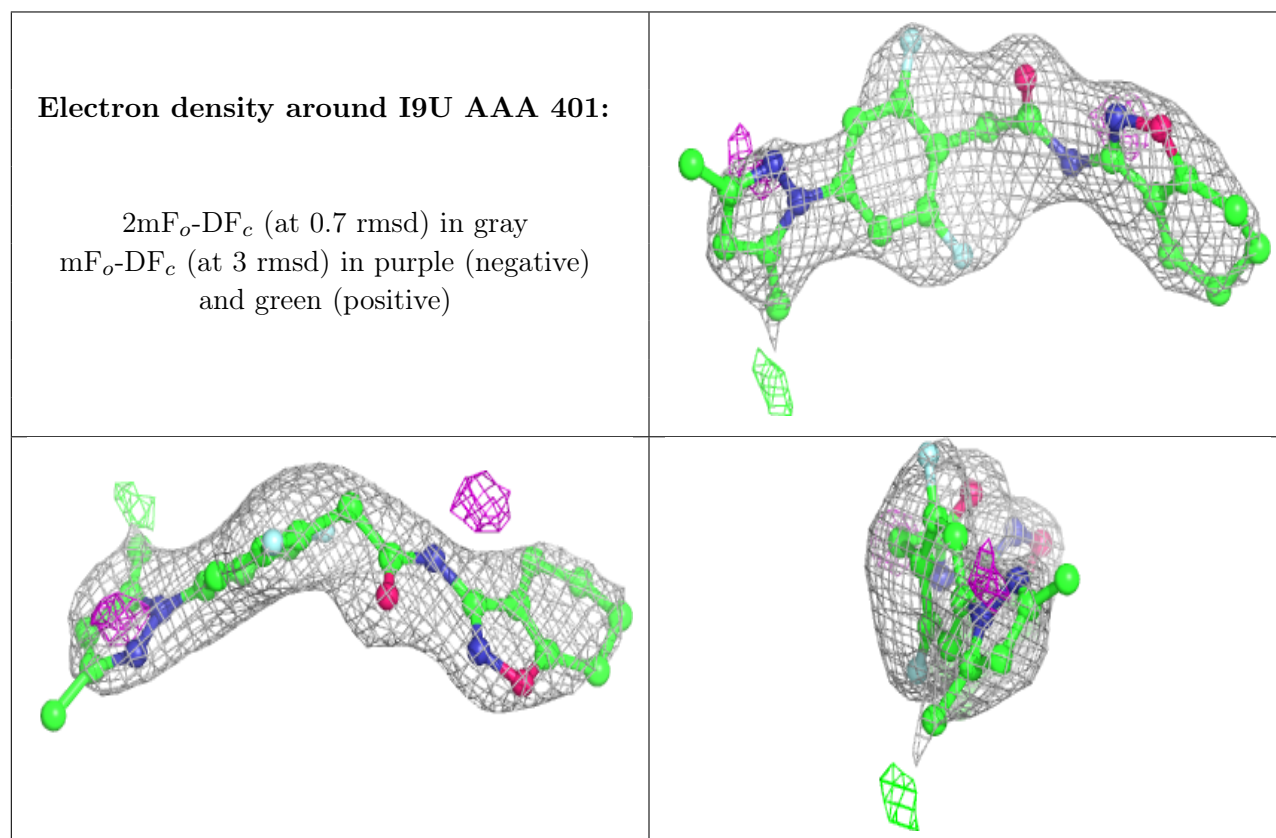 Electron density around I9U AAA 401:
2mFo-DFc (at 0.7 rmsd) in gray
mFo-DFc (at 3 rmsd) in purple (negative)
and green (positive)